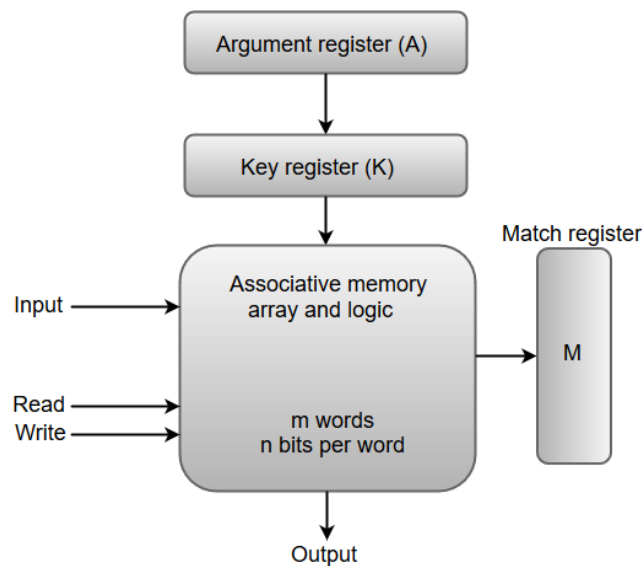 Argument register (A)
Key register (K)
Match register
Associative memory
array and logic
Input
M
Read
Write
m words
n bits per word
Output